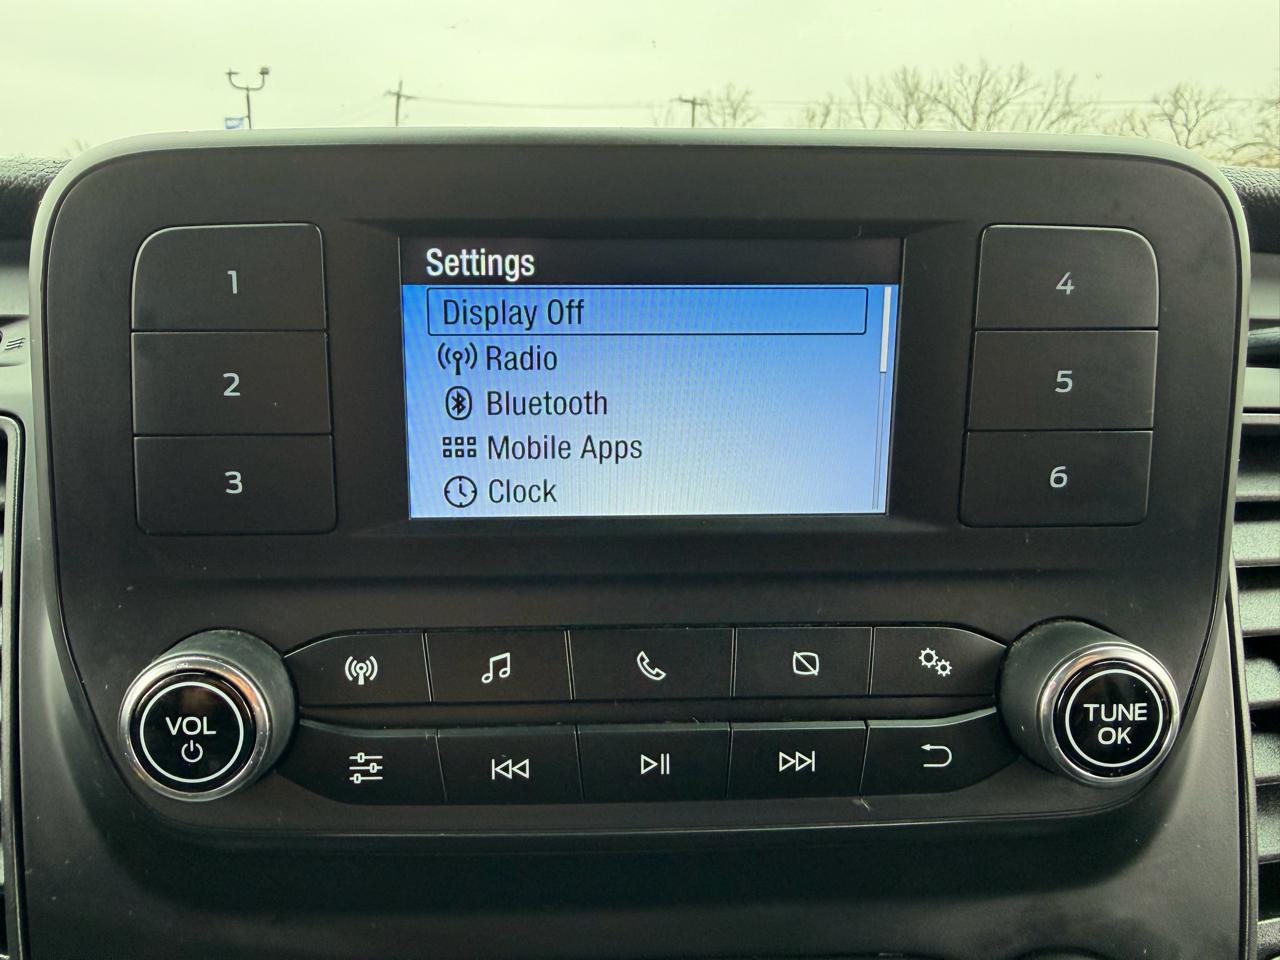 Settings
Display Off
Radio
Bluetooth
Mobile Apps
Clock
1
2
3
4
5
6
VOL
TUNE
OK